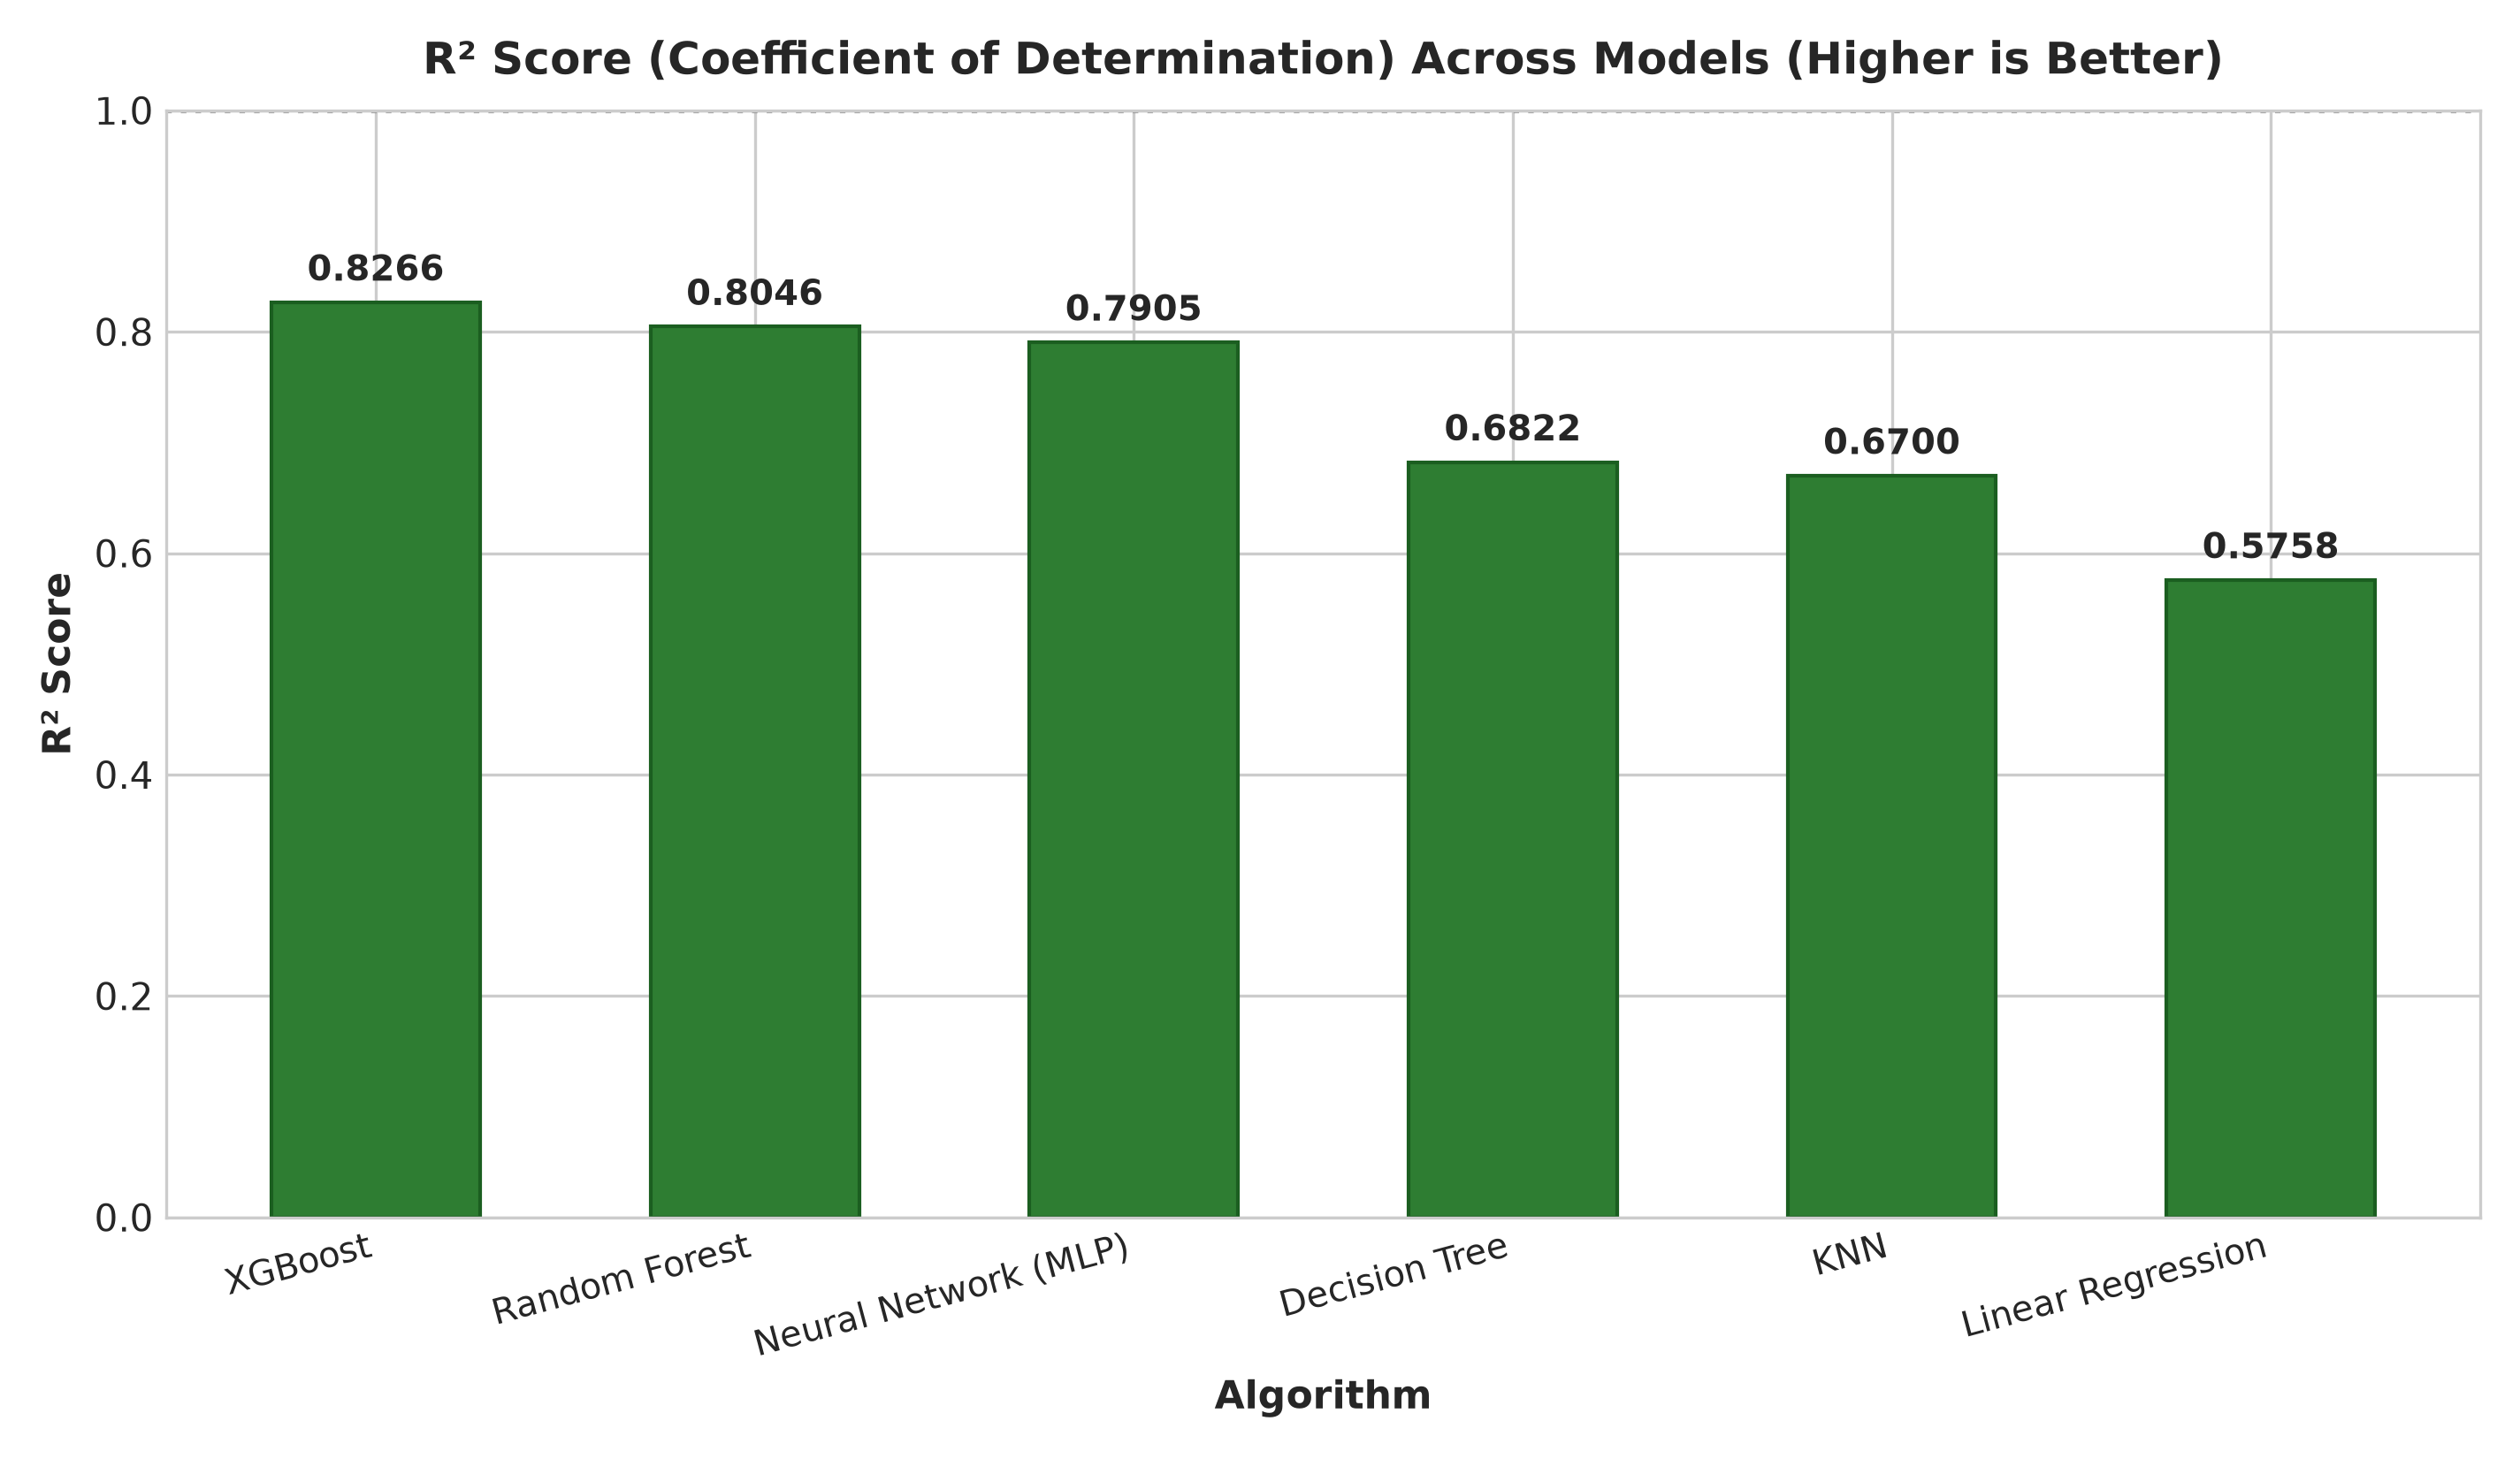 R² Score (Coefficient of Determination) Across Models (Higher is Better)
R² Score
1.0
0.8
0.6
0.4
0.2
0.0
0.8266
0.8046
0.7905
0.6822
0.6700
0.5758
XGBoost
Random Forest
Neural Network (MLP)
Decision Tree
KNN
Linear Regression
Algorithm